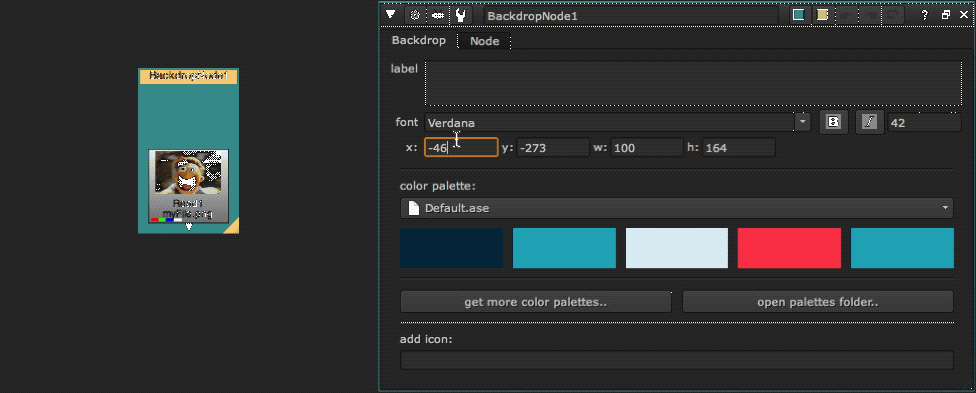 BackdropNode1
Backdrop
Node
label
font
Verdana
B
I
42
x:
-46
y:
-273
w:
100
h:
164
color palette:
Default.ase
get more color palettes..
open palettes folder..
add icon:
BackdropNode1
Read1